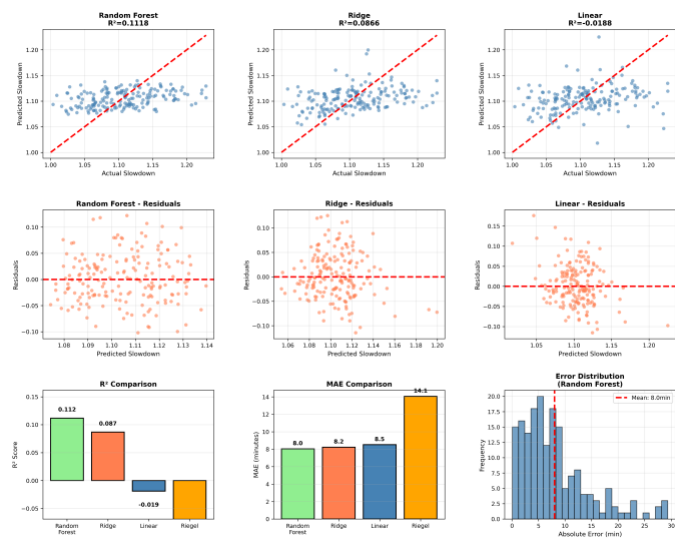 Random Forest
R²=0.1118
Predicted Slowdown
1.20
1.15
1.10
1.05
1.00
1.00 1.05 1.10 1.15 1.20
Actual Slowdown
Ridge
R²=0.0866
Predicted Slowdown
1.20
1.15
1.10
1.05
1.00
1.00 1.05 1.10 1.15 1.20
Actual Slowdown
Linear
R²=-0.0188
Predicted Slowdown
1.20
1.15
1.10
1.05
1.00
1.00 1.05 1.10 1.15 1.20
Actual Slowdown
Random Forest - Residuals
Residuals
0.10
0.05
0.00
−0.05
−0.10
1.08 1.09 1.10 1.11 1.12 1.13 1.14
Predicted Slowdown
Ridge - Residuals
Residuals
0.10
0.05
0.00
−0.05
−0.10
1.06 1.08 1.10 1.12 1.14 1.16 1.18 1.20
Predicted Slowdown
Linear - Residuals
Residuals
0.15
0.10
0.05
0.00
−0.05
−0.10
1.05 1.10 1.15 1.20
Predicted Slowdown
R² Comparison
R² Score
0.15
0.10
0.05
0.00
−0.05
0.112
0.087
-0.019
Random
Forest
Ridge
Linear
Riegel
MAE Comparison
MAE (minutes)
14
12
10
8
6
4
2
0
8.0
8.2
8.5
14.1
Random
Forest
Ridge
Linear
Riegel
Error Distribution
(Random Forest)
Mean: 8.0min
Frequency
20.0
17.5
15.0
12.5
10.0
7.5
5.0
2.5
0.0
0 5 10 15 20 25 30
Absolute Error (min)